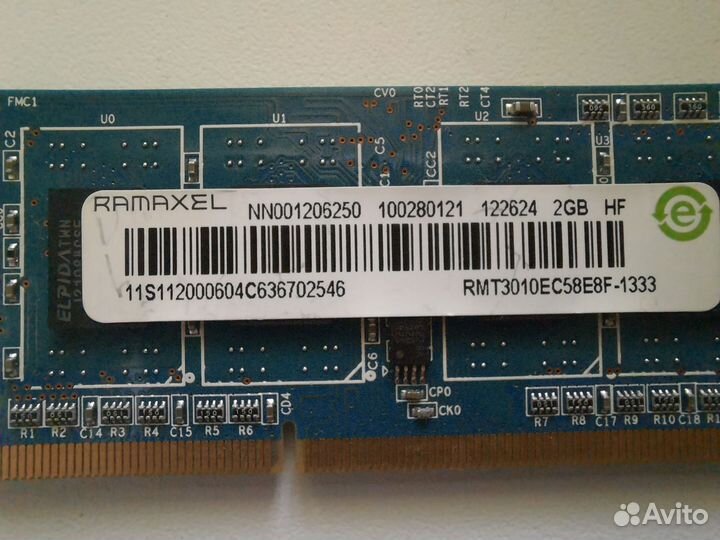 FMC1
CV0
RT0 CT2 RT1 RT2 CT4
U0
U1
U2
U3
C2
C5
CC2
RAMAXEL
NN001206250 100280121 122624 2GB HF
e
11S112000604C636702546
RMT3010EC58E8F-1333
ELPIDA
C6
CP0
CK0
CD4
R1 R2 C14 R3 R4 C15 R5 R6
R7 R8 C17 R9 R10 C18
Avito